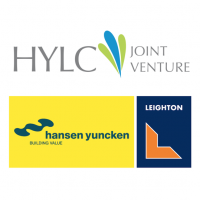 HYLC JOINT
VENTURE
hansen yuncken
BUILDING VALUE
LEIGHTON